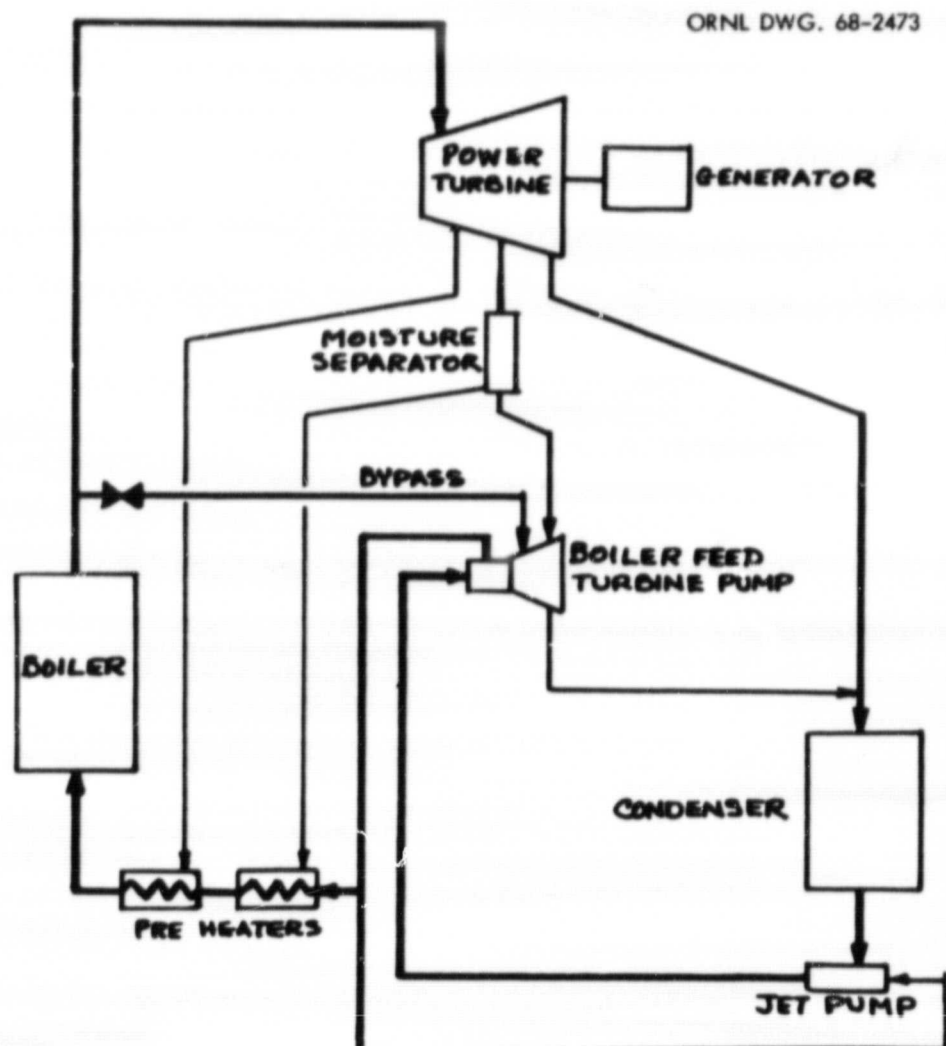 ORNL DWG. 68-2473
POWER
TURBINE
GENERATOR
MOISTURE
SEPARATOR
BYPASS
BOILER FEED
TURBINE PUMP
BOILER
CONDENSER
PRE HEATERS
JET PUMP